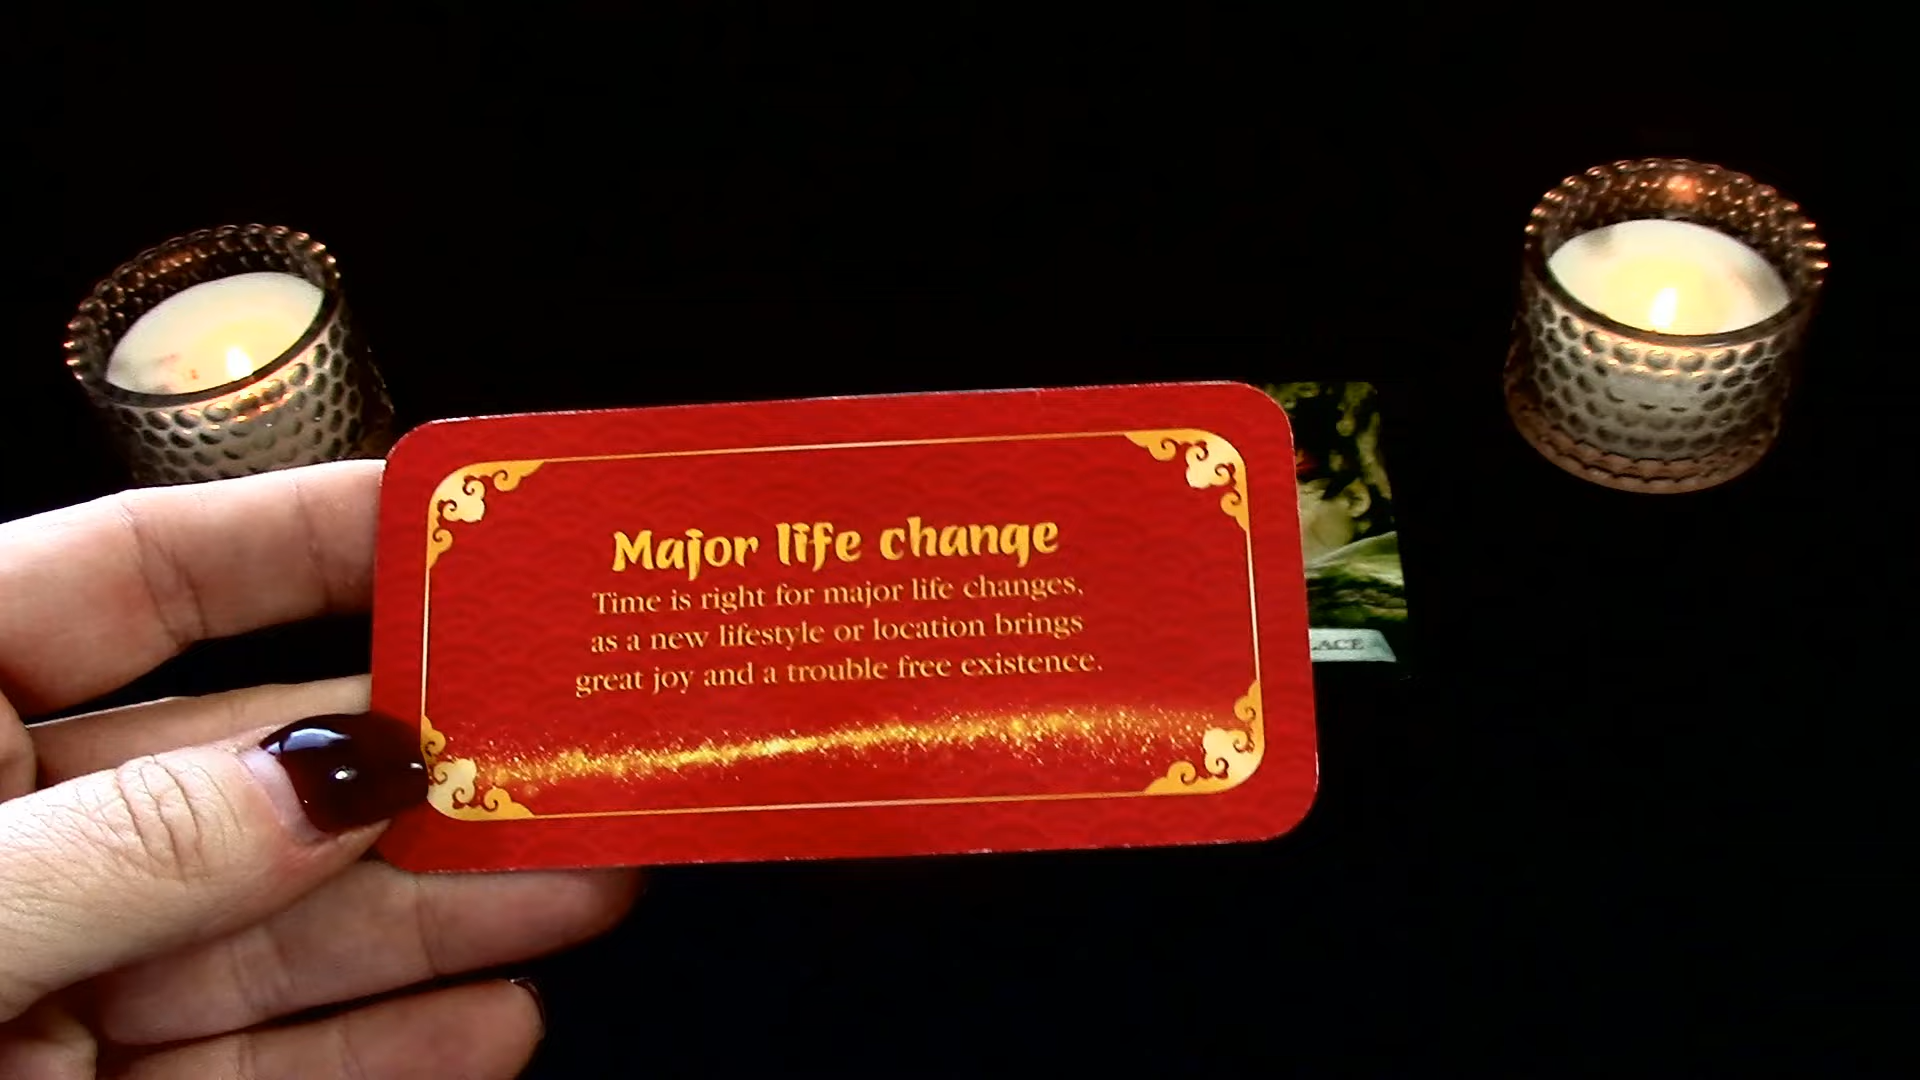 Major life change
Time is right for major life changes,
as a new lifestyle or location brings
great joy and a trouble free existence.